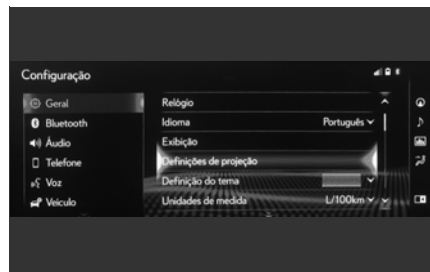 Configuração
Geral
Bluetooth
Áudio
Telefone
Voz
Veículo
Relógio
Idioma Português
Exibição
Definições de projeção
Definição do tema
Unidades de medida L/100km